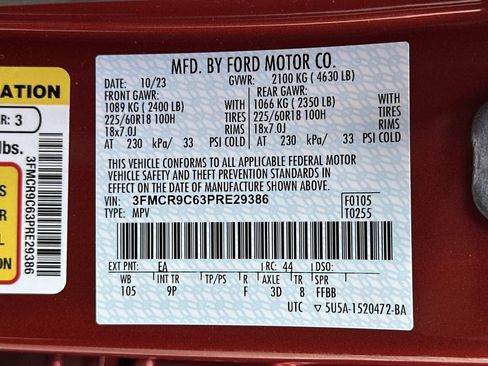 MFD. BY FORD MOTOR CO.
DATE: 10/23 GVWR: 2100 KG (4630 LB)
FRONT GAWR: REAR GAWR:
1089 KG (2400 LB) WITH 1066 KG (2350 LB) WITH
225/60R18 100H TIRES 225/60R18 100H TIRES
18x7.0J RIMS 18x7.0J RIMS
AT 230 kPa/ 33 PSI COLD AT 230 kPa/ 33 PSI COLD
THIS VEHICLE CONFORMS TO ALL APPLICABLE FEDERAL MOTOR
VEHICLE SAFETY AND THEFT PREVENTION STANDARDS IN
EFFECT ON THE DATE OF MANUFACTURE SHOWN ABOVE.
VIN: 3FMCR9C63PRE29386 F0105
TYPE: MPV T0255
EXT PNT: EA RC: 44 DSO:
WB INT TR TP/PS R AXLE TR SPR
105 9P F 3D 8 FFBB
UTC ▽ 5U5A-1520472-BA
ATION
R: 3
lbs.
3FMCR9C63PRE29386
R
L
ON